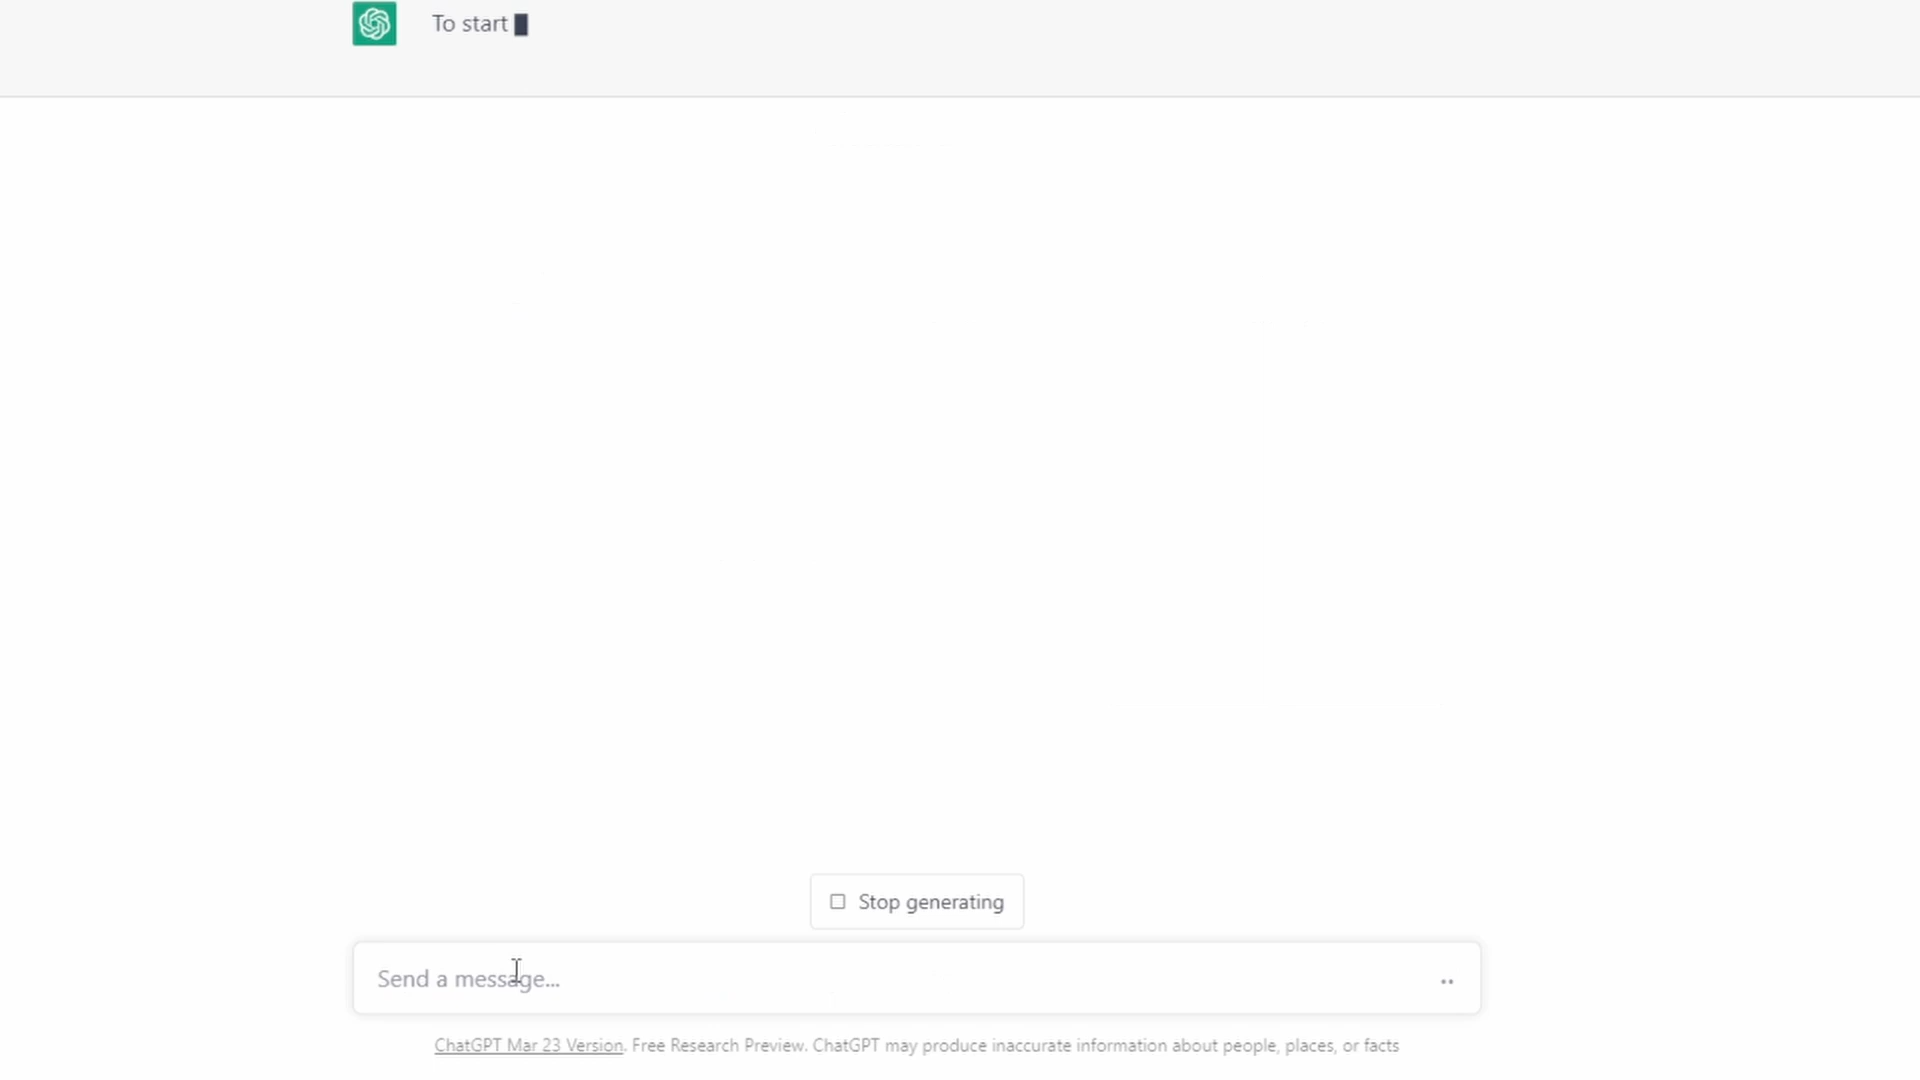 To start
Stop generating
Send a message...
ChatGPT Mar 23 Version. Free Research Preview. ChatGPT may produce inaccurate information about people, places, or facts